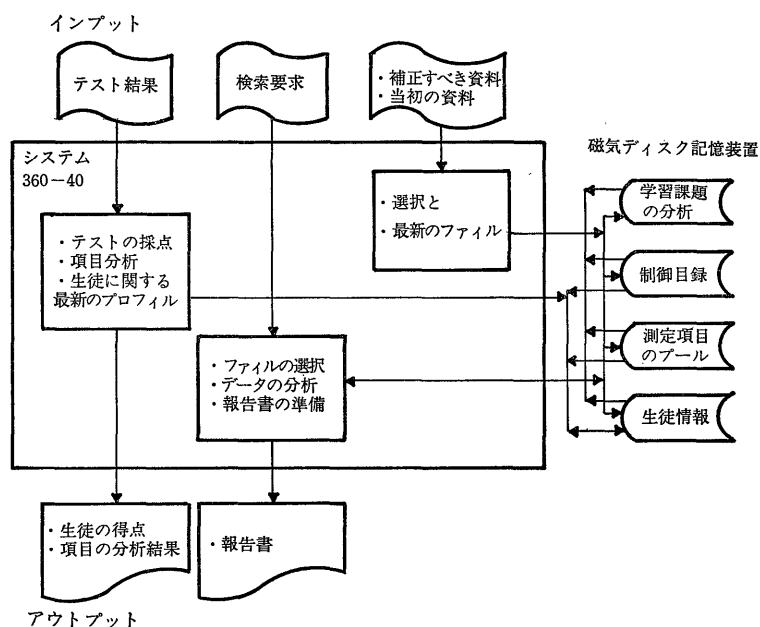 インプット
テスト結果
検索要求
・補正すべき資料
・当初の資料
システム
360-40
磁気ディスク記憶装置
・選択と
・最新のファイル
学習課題
の分析
・テストの採点
・項目分析
・生徒に関する
最新のプロフィル
制御目録
測定項目
のプール
・ファイルの選択
・データの分析
・報告書の準備
生徒情報
・生徒の得点
・項目の分析結果
・報告書
アウトプット